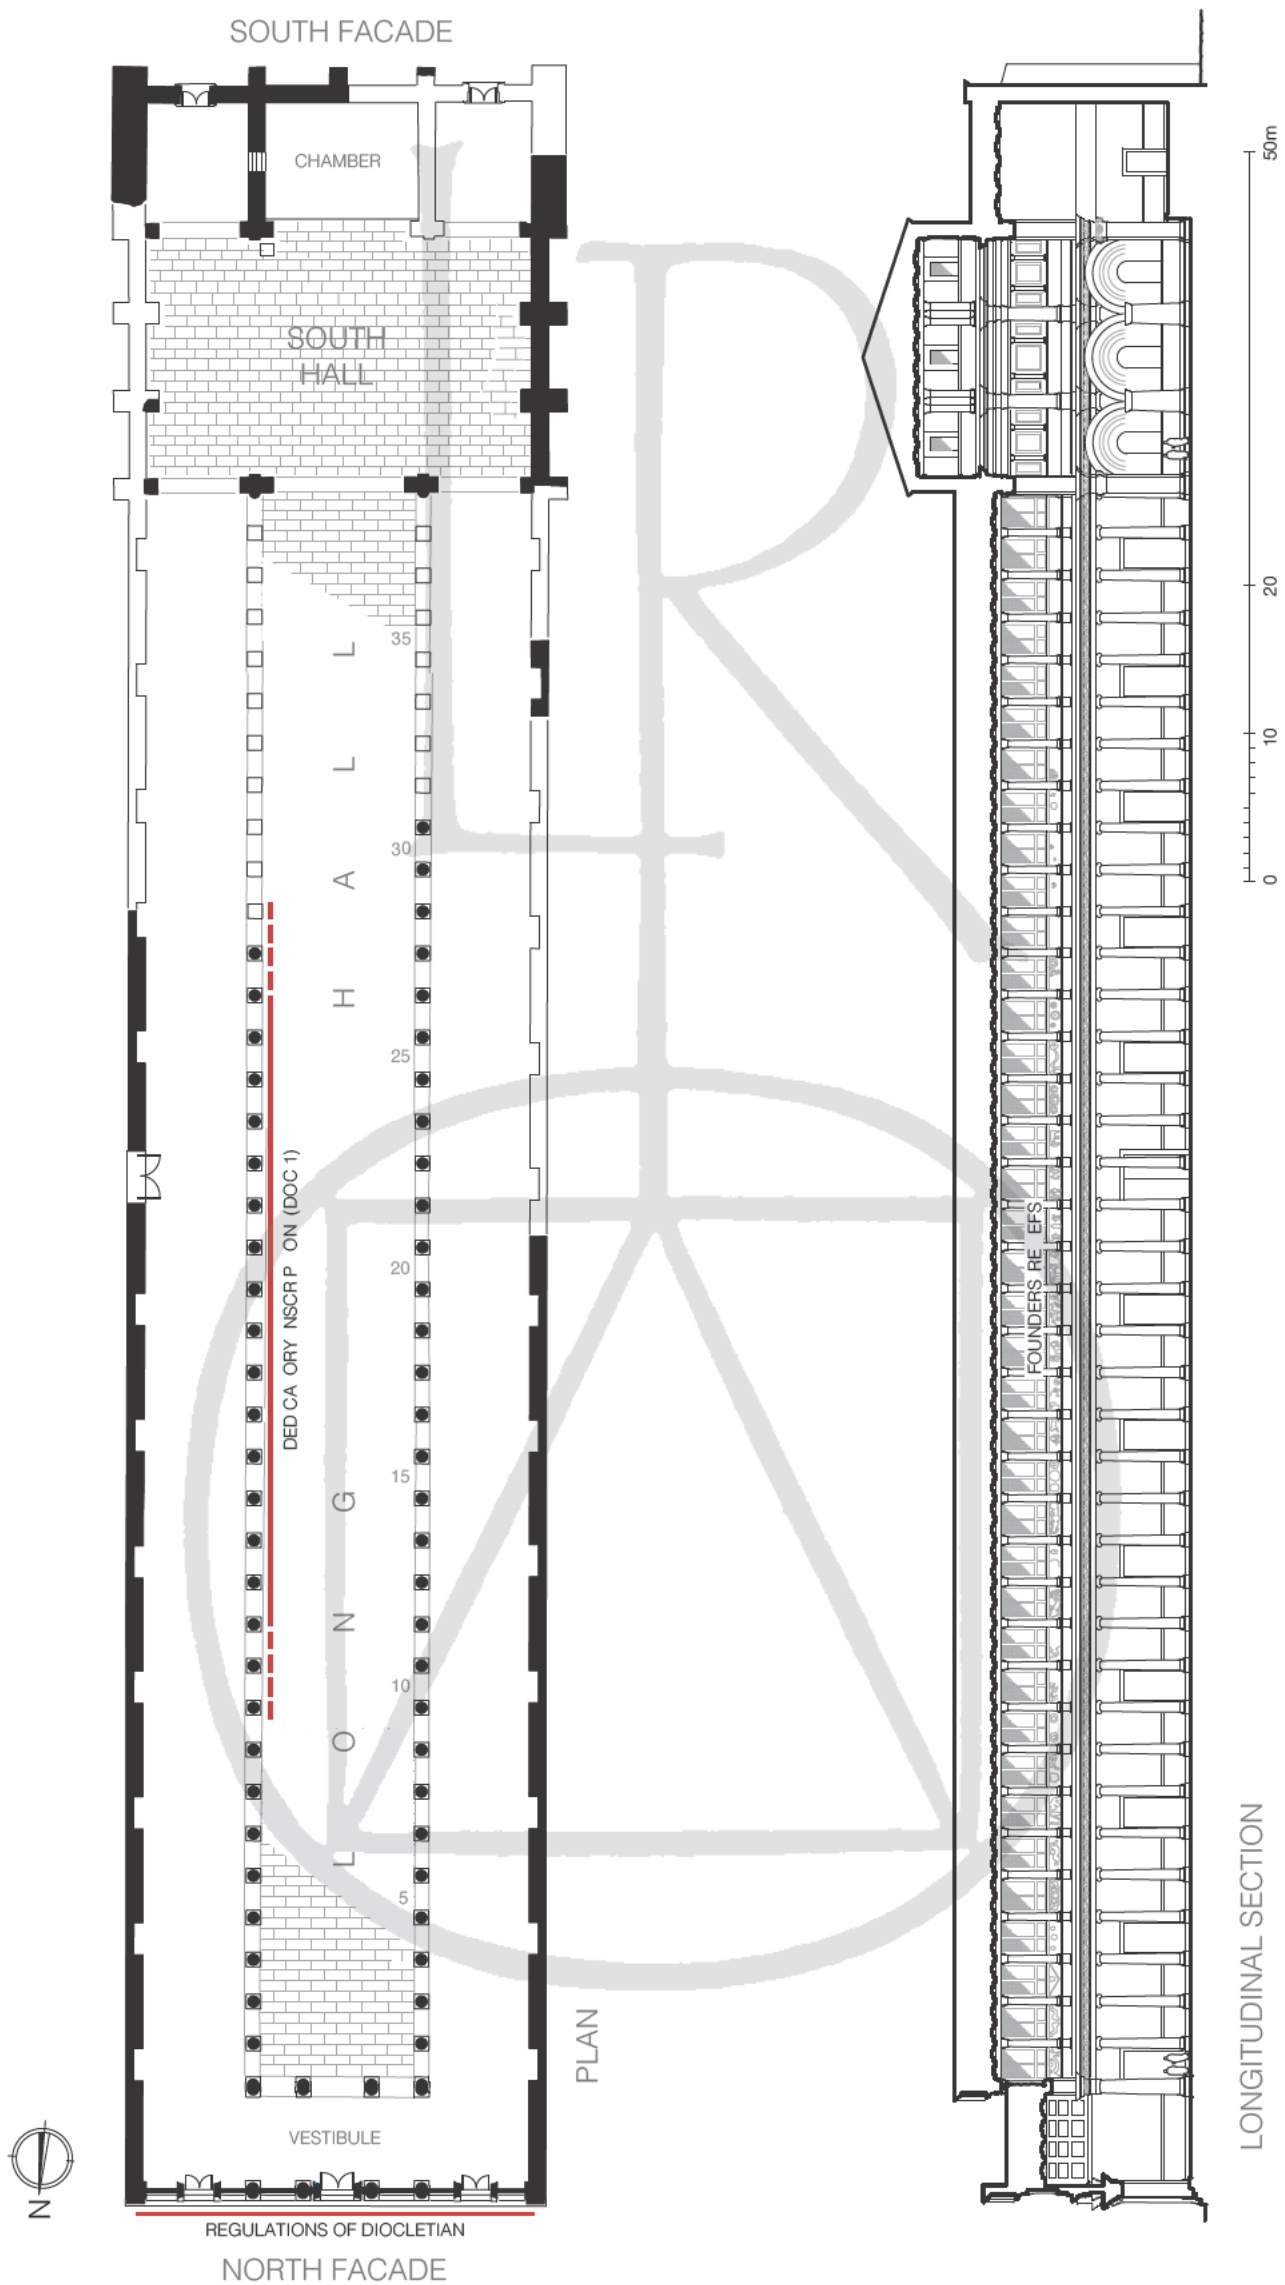 SOUTH FACADE
CHAMBER
SOUTH
HALL
35
30
25
20
15
10
5
L O N G H A L L
DED CA ORY NSCR P ON (DOC 1)
VESTIBULE
N
REGULATIONS OF DIOCLETIAN
NORTH FACADE
PLAN
FOUNDERS RE EFS
50m
20
10
0
LONGITUDINAL SECTION